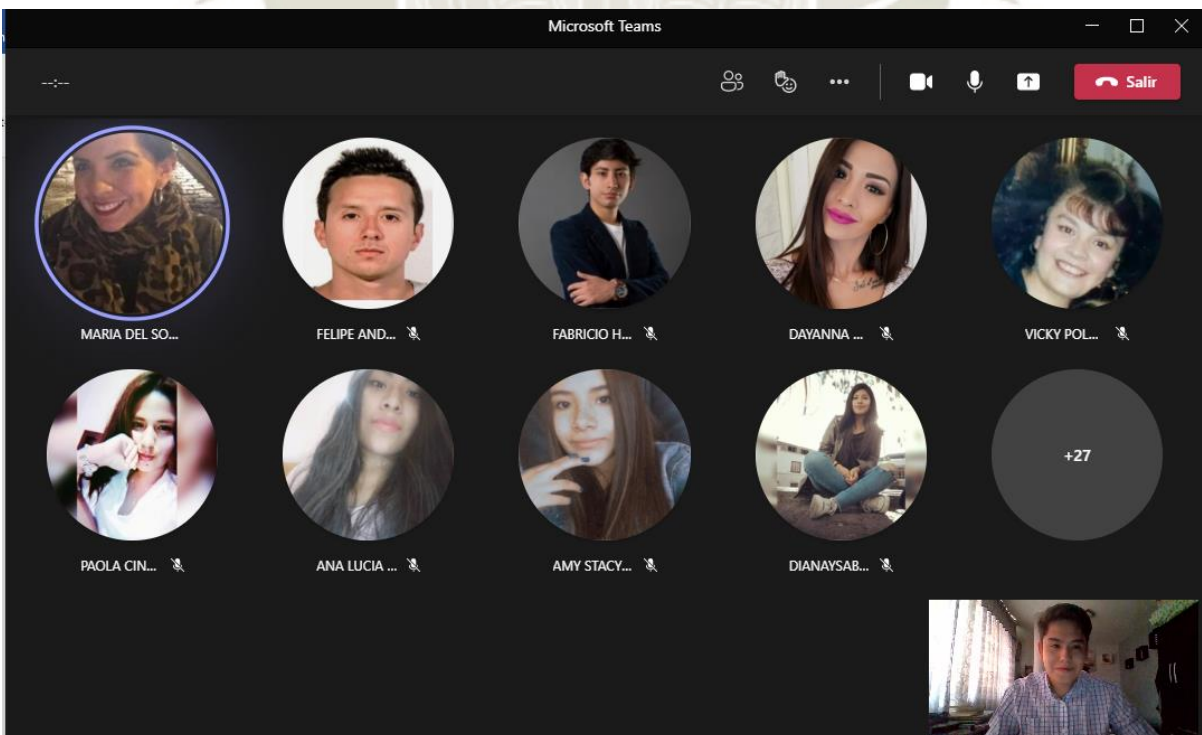 Microsoft Teams
--:--
Salir
MARIA DEL SO...
FELIPE AND...
FABRICIO H...
DAYANNA ...
VICKY POL...
PAOLA CIN...
ANA LUCIA ...
AMY STACY...
DIANAYSAB...
+27